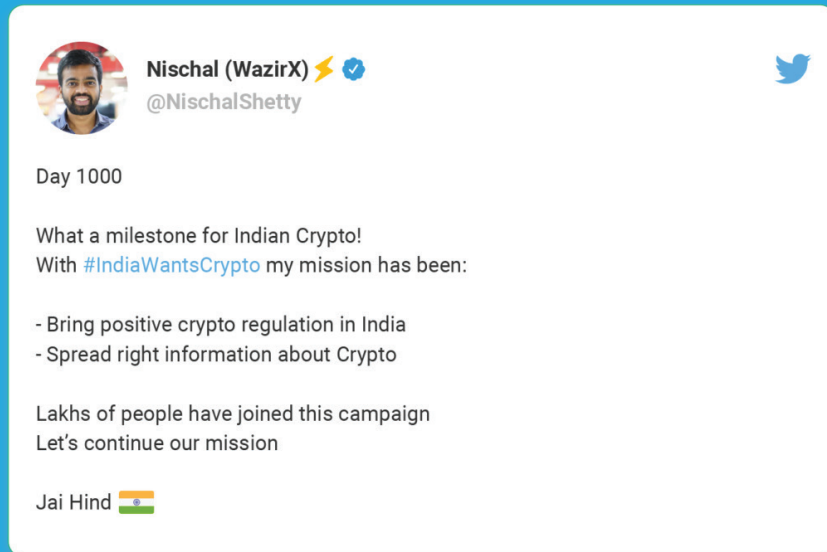 Nischal (WazirX)⚡
@NischalShetty
Day 1000
What a milestone for Indian Crypto!
With #IndiaWantsCrypto my mission has been:
- Bring positive crypto regulation in India
- Spread right information about Crypto
Lakhs of people have joined this campaign
Let’s continue our mission
Jai Hind 🇮🇳